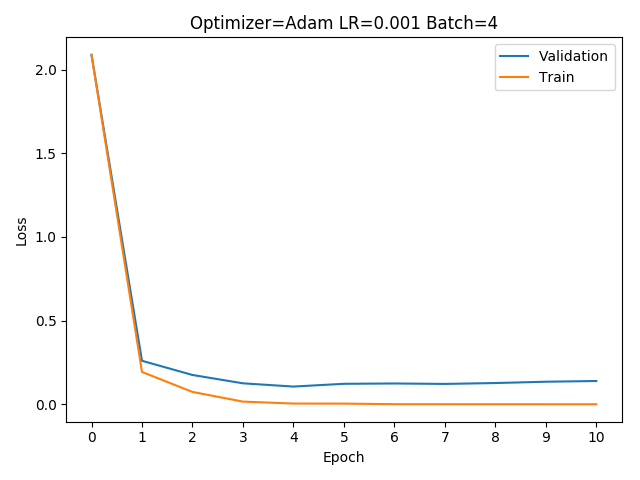 Optimizer=Adam LR=0.001 Batch=4
Validation
Train
2.0
1.5
1.0
0.5
0.0
Loss
0 1 2 3 4 5 6 7 8 9 10
Epoch